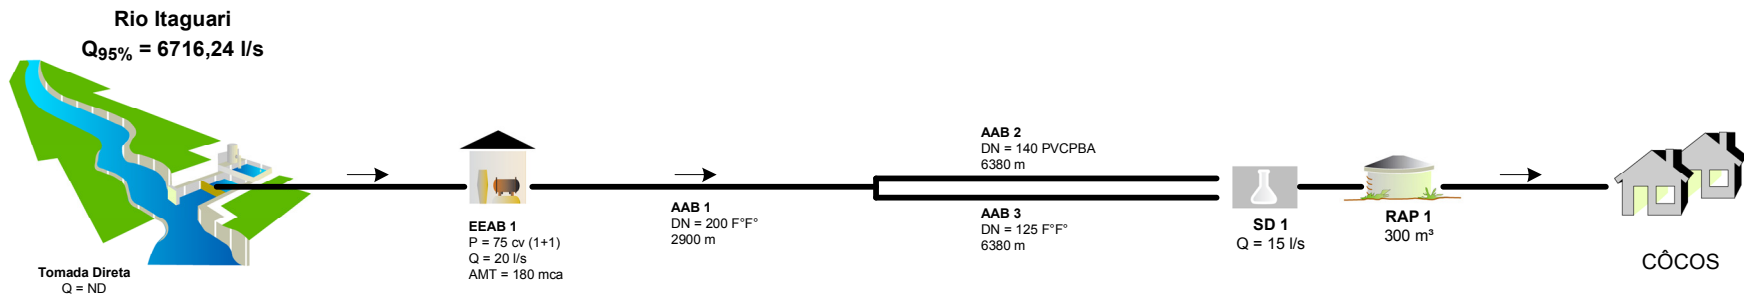 Rio Itaguari
Q95% = 6716,24 l/s
Tomada Direta
Q = ND
EEAB 1
P = 75 cv (1+1)
Q = 20 l/s
AMT = 180 mca
AAB 1
DN = 200 F°F°
2900 m
AAB 2
DN = 140 PVCPBA
6380 m
AAB 3
DN = 125 F°F°
6380 m
SD 1
Q = 15 l/s
RAP 1
300 m³
CÔCOS